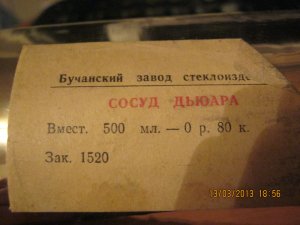 Бучанский завод стеклоизде
СОСУД ДЬЮАРА
Вмест. 500 мл. — 0 р. 80 к.
Зак. 1520
13/03/2013 18:56